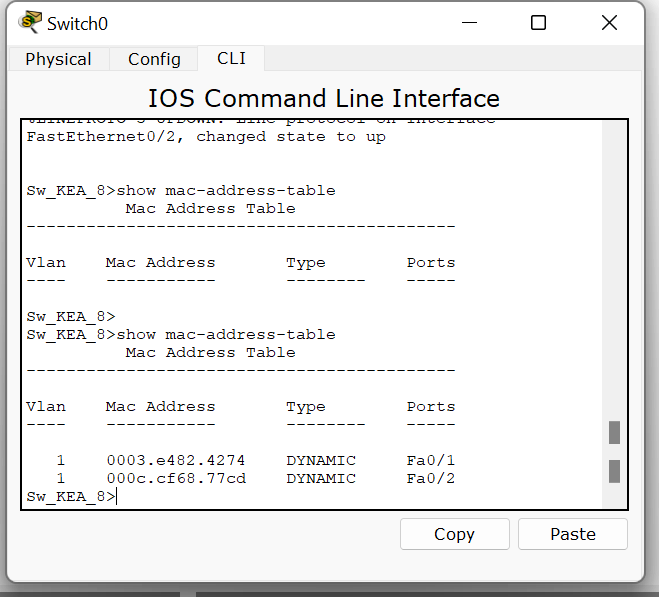 Switch0
Physical Config CLI
IOS Command Line Interface
FastEthernet0/2, changed state to up
Sw_KEA_8>show mac-address-table
Mac Address Table
-------------------------------------------
Vlan    Mac Address       Type        Ports
----    -----------       --------    -----
Sw_KEA_8>
Sw_KEA_8>show mac-address-table
Mac Address Table
-------------------------------------------
Vlan    Mac Address       Type        Ports
----    -----------       --------    -----
1    0003.e482.4274    DYNAMIC     Fa0/1
1    000c.cf68.77cd    DYNAMIC     Fa0/2
Sw_KEA_8>
Copy Paste